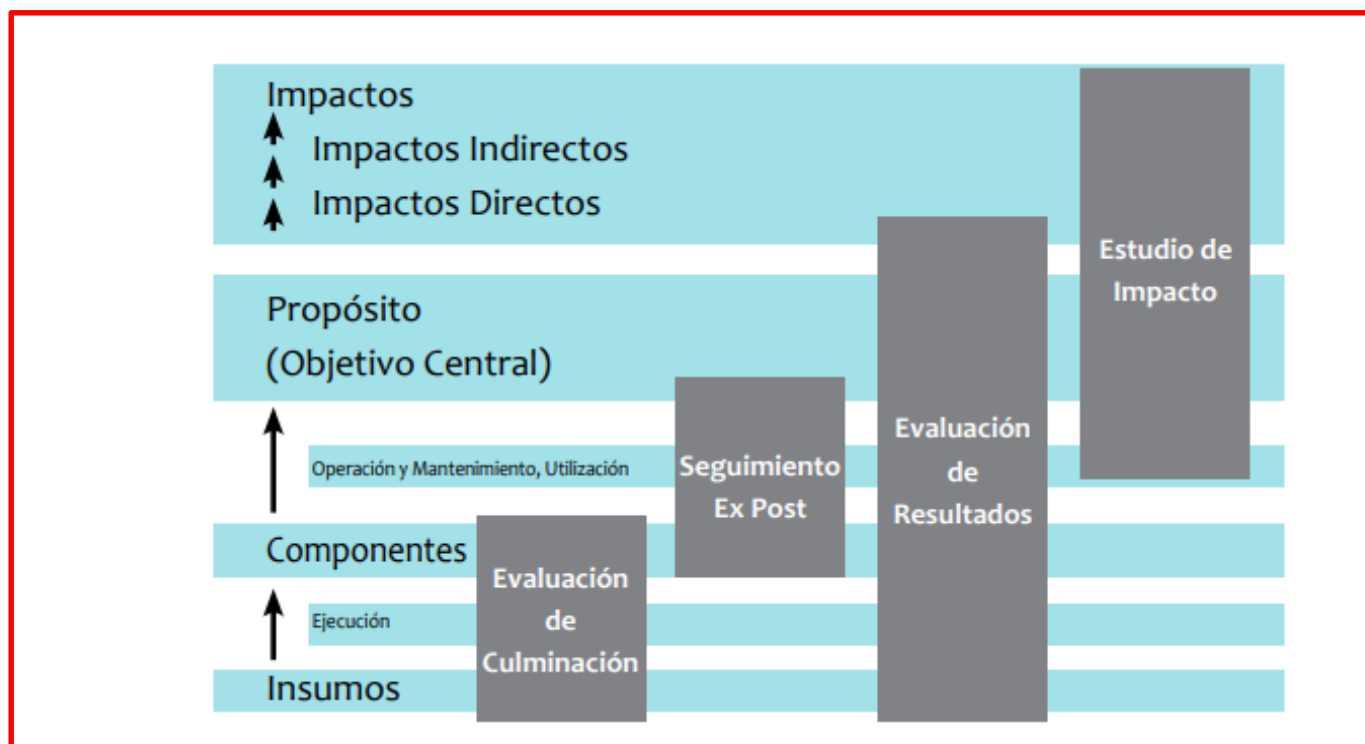 Impactos
Impactos Indirectos
Impactos Directos
Estudio de
Impacto
Propósito
(Objetivo Central)
Evaluación
de
Resultados
Operación y Mantenimiento, Utilización
Seguimiento
Ex Post
Componentes
Evaluación
de
Culminación
Ejecución
Insumos